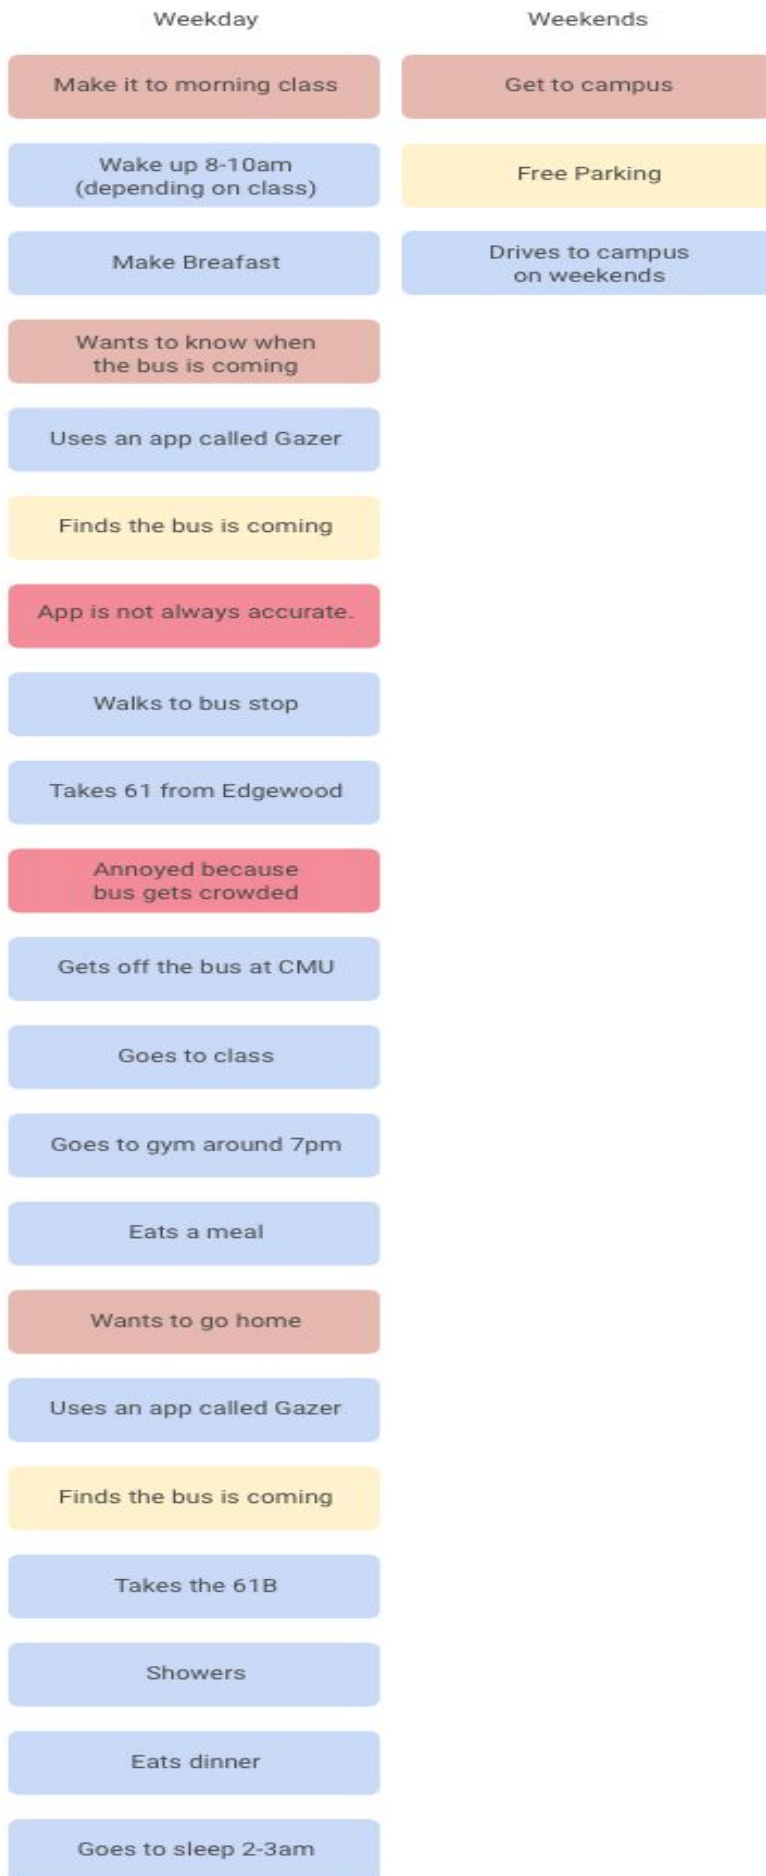 Weekday
Weekends
Make it to morning class
Get to campus
Wake up 8-10am
(depending on class)
Free Parking
Make Breafast
Drives to campus
on weekends
Wants to know when
the bus is coming
Uses an app called Gazer
Finds the bus is coming
App is not always accurate.
Walks to bus stop
Takes 61 from Edgewood
Annoyed because
bus gets crowded
Gets off the bus at CMU
Goes to class
Goes to gym around 7pm
Eats a meal
Wants to go home
Uses an app called Gazer
Finds the bus is coming
Takes the 61B
Showers
Eats dinner
Goes to sleep 2-3am